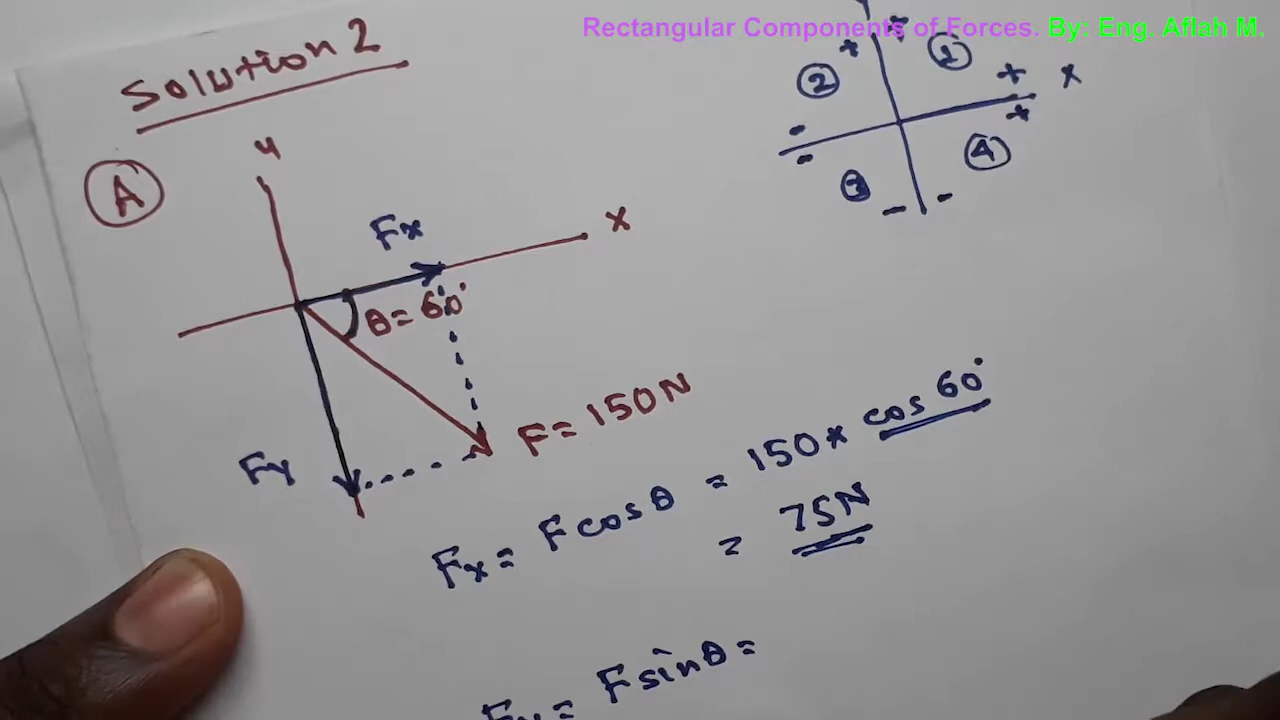 Rectangular Components of Forces. By: Eng. Aflah M.
Solution 2
+ +
② ① + x
- +
- ③ ④
- -
A
y
Fx x
θ = 60°
F = 150N
Fy
Fx = F cos θ = 150 * cos 60°
= 75N
Fy = F sin θ =